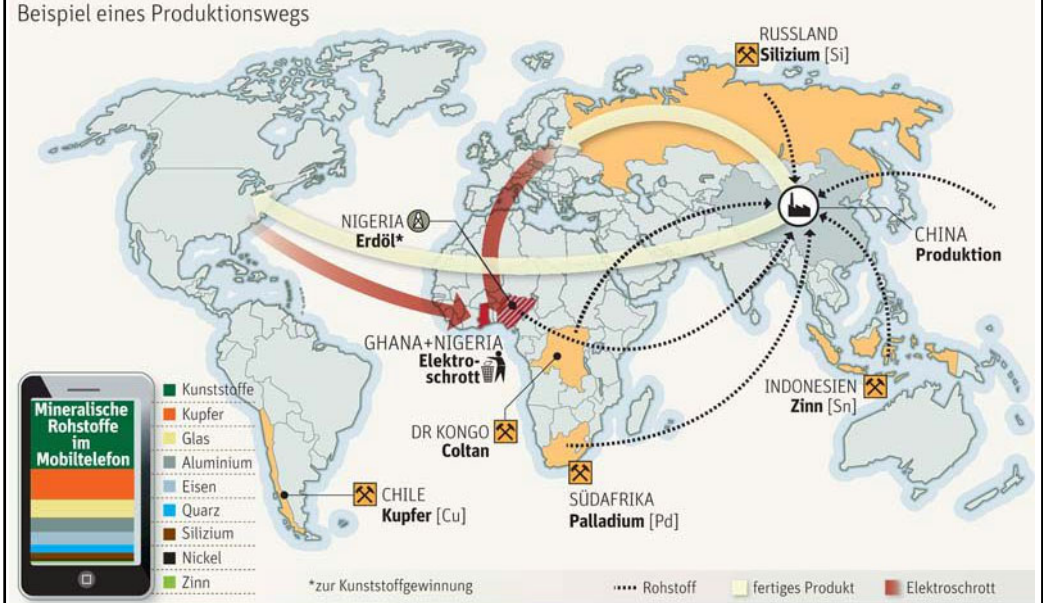 Beispiel eines Produktionswegs
RUSSLAND
Silizium [Si]
NIGERIA
Erdöl*
CHINA
Produktion
GHANA+NIGERIA
Elektro-
schrott
INDONESIEN
Zinn [Sn]
DR KONGO
Coltan
SÜDAFRIKA
Palladium [Pd]
CHILE
Kupfer [Cu]
Mineralische
Rohstoffe
im
Mobiltelefon
Kunststoffe
Kupfer
Glas
Aluminium
Eisen
Quarz
Silizium
Nickel
Zinn
*zur Kunststoffgewinnung
Rohstoff
fertiges Produkt
Elektroschrott